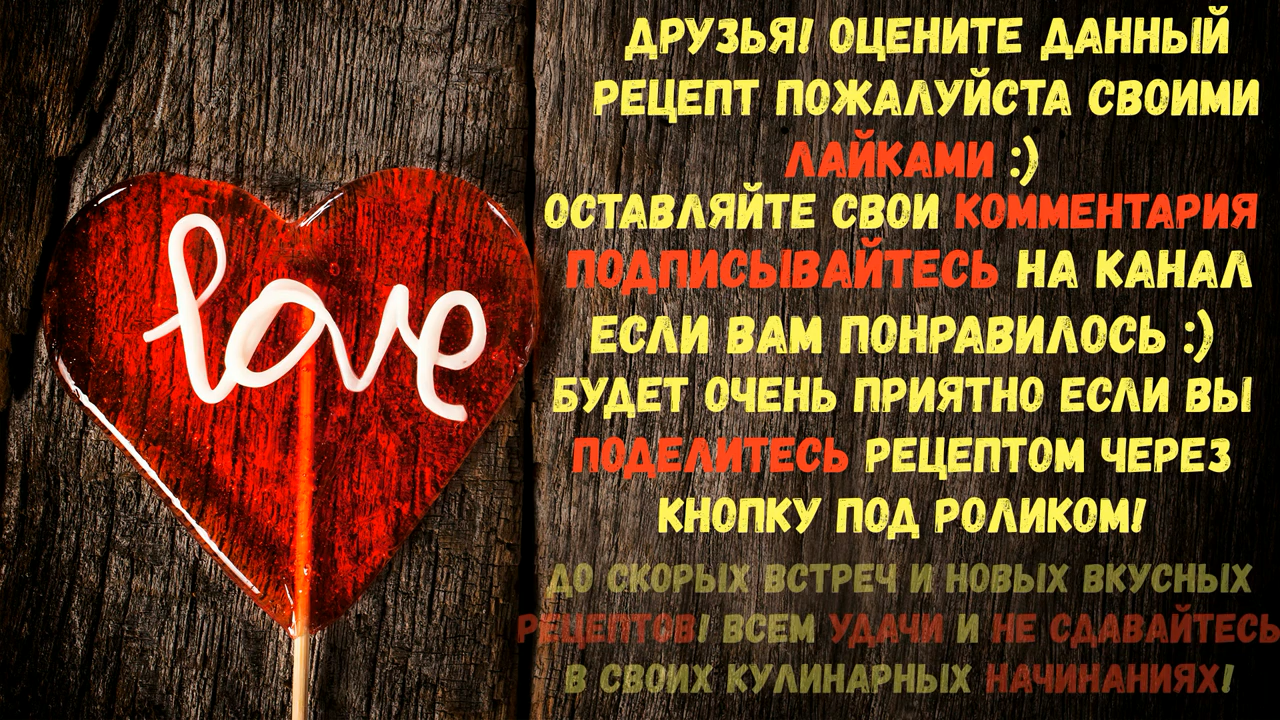 love
ДРУЗЬЯ! ОЦЕНИТЕ ДАННЫЙ
РЕЦЕПТ ПОЖАЛУЙСТА СВОИМИ
ЛАЙКАМИ :)
ОСТАВЛЯЙТЕ СВОИ КОММЕНТАРИЯ
ПОДПИСЫВАЙТЕСЬ НА КАНАЛ
ЕСЛИ ВАМ ПОНРАВИЛОСЬ :)
БУДЕТ ОЧЕНЬ ПРИЯТНО ЕСЛИ ВЫ
ПОДЕЛИТЕСЬ РЕЦЕПТОМ ЧЕРЕЗ
КНОПКУ ПОД РОЛИКОМ!
ДО СКОРЫХ ВСТРЕЧ И НОВЫХ ВКУСНЫХ
РЕЦЕПТОВ! ВСЕМ УДАЧИ И НЕ СДАВАЙТЕСЬ
В СВОИХ КУЛИНАРНЫХ НАЧИНАНИЯХ!